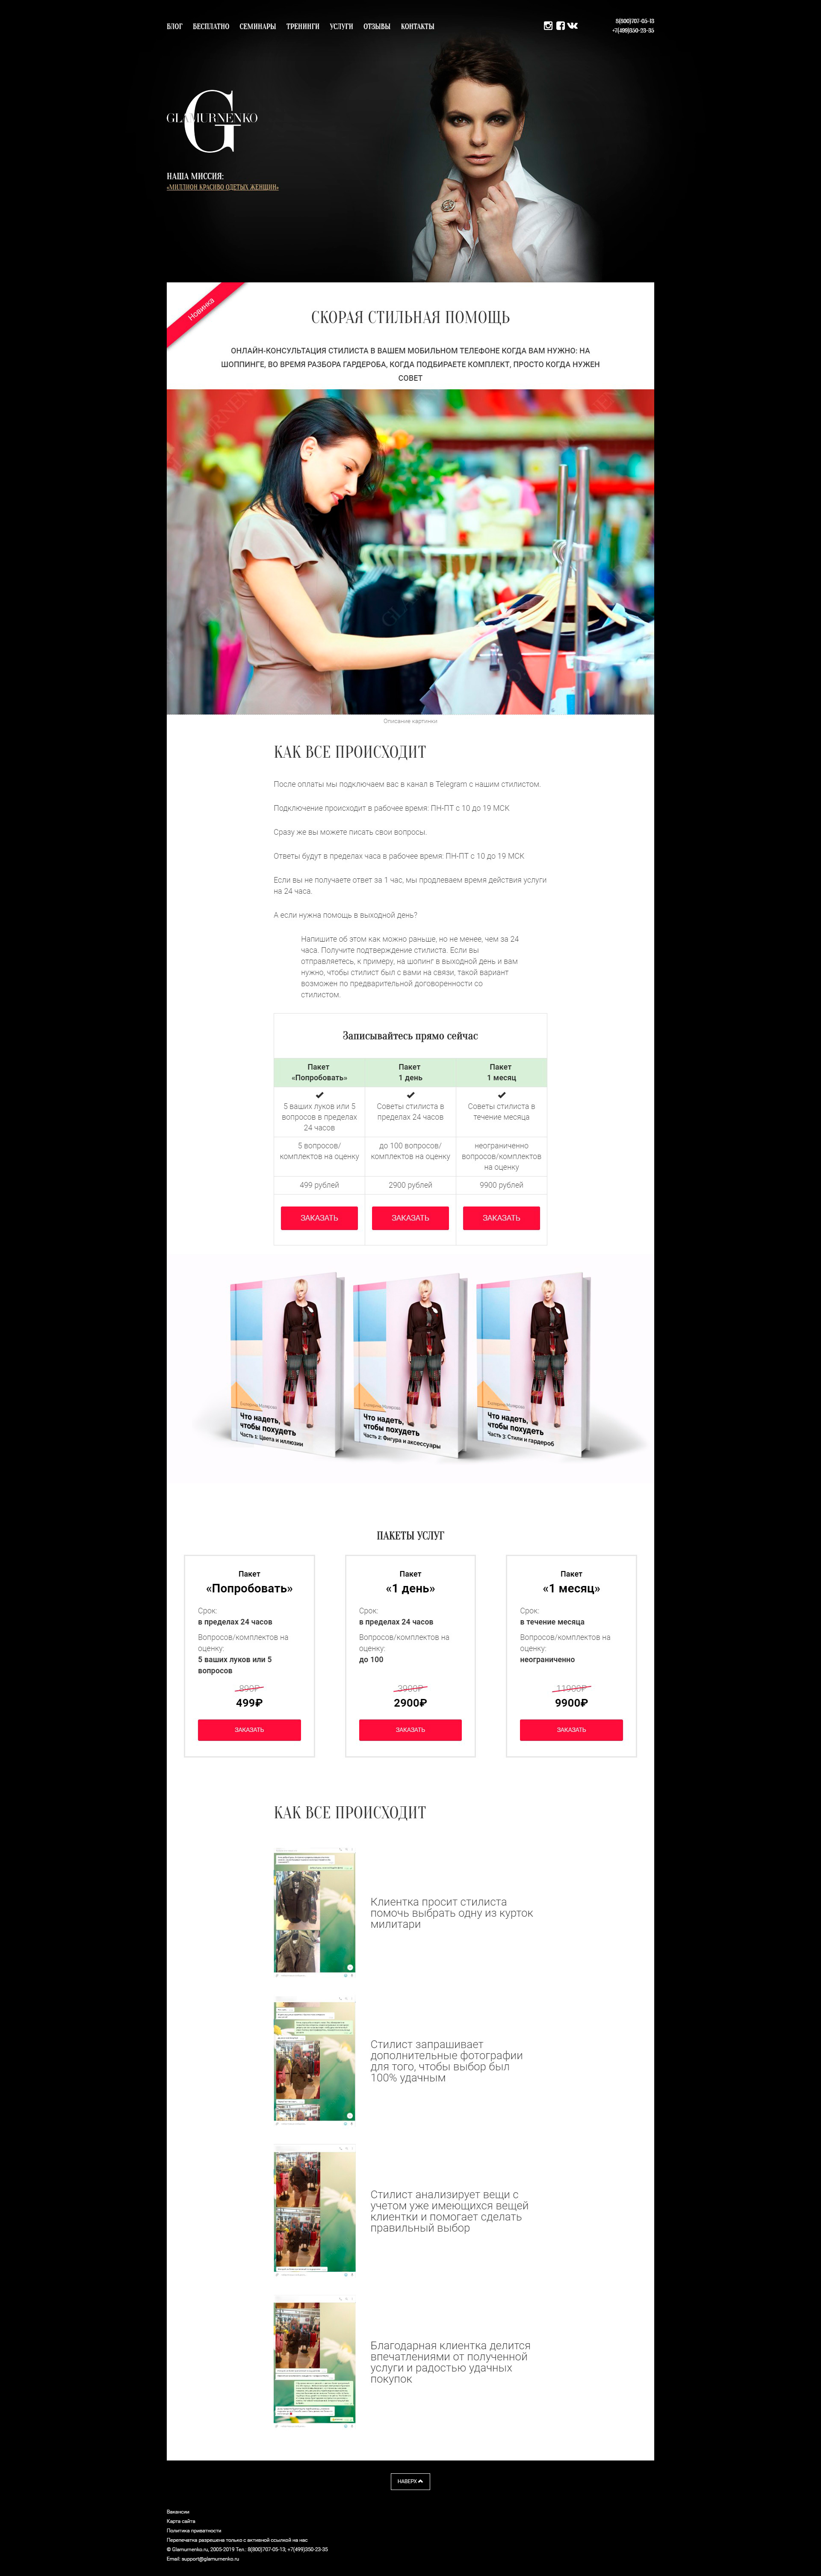 БЛОГ БЕСПЛАТНО СЕМИНАРЫ ТРЕНИНГИ УСЛУГИ ОТЗЫВЫ КОНТАКТЫ
8(800)707-05-13
+7(499)350-23-35
GLAMURNENKO
НАША МИССИЯ:
«МИЛЛИОН КРАСИВО ОДЕТЫХ ЖЕНЩИН»
Новинка
СКОРАЯ СТИЛЬНАЯ ПОМОЩЬ
ОНЛАЙН-КОНСУЛЬТАЦИЯ СТИЛИСТА В ВАШЕМ МОБИЛЬНОМ ТЕЛЕФОНЕ КОГДА ВАМ НУЖНО: НА
ШОППИНГЕ, ВО ВРЕМЯ РАЗБОРА ГАРДЕРОБА, КОГДА ПОДБИРАЕТЕ КОМПЛЕКТ, ПРОСТО КОГДА НУЖЕН
СОВЕТ
Описание картинки
КАК ВСЕ ПРОИСХОДИТ
После оплаты мы подключаем вас в канал в Telegram с нашим стилистом.
Подключение происходит в рабочее время: ПН-ПТ с 10 до 19 МСК
Сразу же вы можете писать свои вопросы.
Ответы будут в пределах часа в рабочее время: ПН-ПТ с 10 до 19 МСК
Если вы не получаете ответ за 1 час, мы продлеваем время действия услуги
на 24 часа.
А если нужна помощь в выходной день?
Напишите об этом как можно раньше, но не менее, чем за 24
часа. Получите подтверждение стилиста. Если вы
отправляетесь, к примеру, на шопинг в выходной день и вам
нужно, чтобы стилист был с вами на связи, такой вариант
возможен по предварительной договоренности со
стилистом.
Записывайтесь прямо сейчас
Пакет
«Попробовать»
Пакет
1 день
Пакет
1 месяц
5 ваших луков или 5
вопросов в пределах
24 часов
Советы стилиста в
пределах 24 часов
Советы стилиста в
течение месяца
5 вопросов/
комплектов на оценку
до 100 вопросов/
комплектов на оценку
неограниченно
вопросов/комплектов
на оценку
499 рублей
2900 рублей
9900 рублей
ЗАКАЗАТЬ
ЗАКАЗАТЬ
ЗАКАЗАТЬ
Что надеть,
чтобы похудеть
Часть 1: Цвета и иллюзии
Что надеть,
чтобы похудеть
Часть 2: Фигура и аксессуары
Что надеть,
чтобы похудеть
Часть 3: Стили и гардероб
ПАКЕТЫ УСЛУГ
Пакет
«Попробовать»
Срок:
в пределах 24 часов
Вопросов/комплектов на
оценку:
5 ваших луков или 5
вопросов
890₽
499₽
ЗАКАЗАТЬ
Пакет
«1 день»
Срок:
в пределах 24 часов
Вопросов/комплектов на
оценку:
до 100
3900₽
2900₽
ЗАКАЗАТЬ
Пакет
«1 месяц»
Срок:
в течение месяца
Вопросов/комплектов на
оценку:
неограниченно
11900₽
9900₽
ЗАКАЗАТЬ
КАК ВСЕ ПРОИСХОДИТ
Клиентка просит стилиста
помочь выбрать одну из курток
милитари
Стилист запрашивает
дополнительные фотографии
для того, чтобы выбор был
100% удачным
Стилист анализирует вещи с
учетом уже имеющихся вещей
клиентки и помогает сделать
правильный выбор
Благодарная клиентка делится
впечатлениями от полученной
услуги и радостью удачных
покупок
НАВЕРХ
Вакансии
Карта сайта
Политика приватности
Перепечатка разрешена только с активной ссылкой на нас
© Glamurnenko.ru, 2005-2019 Тел.: 8(800)707-05-13; +7(499)350-23-35
Email: support@glamurnenko.ru